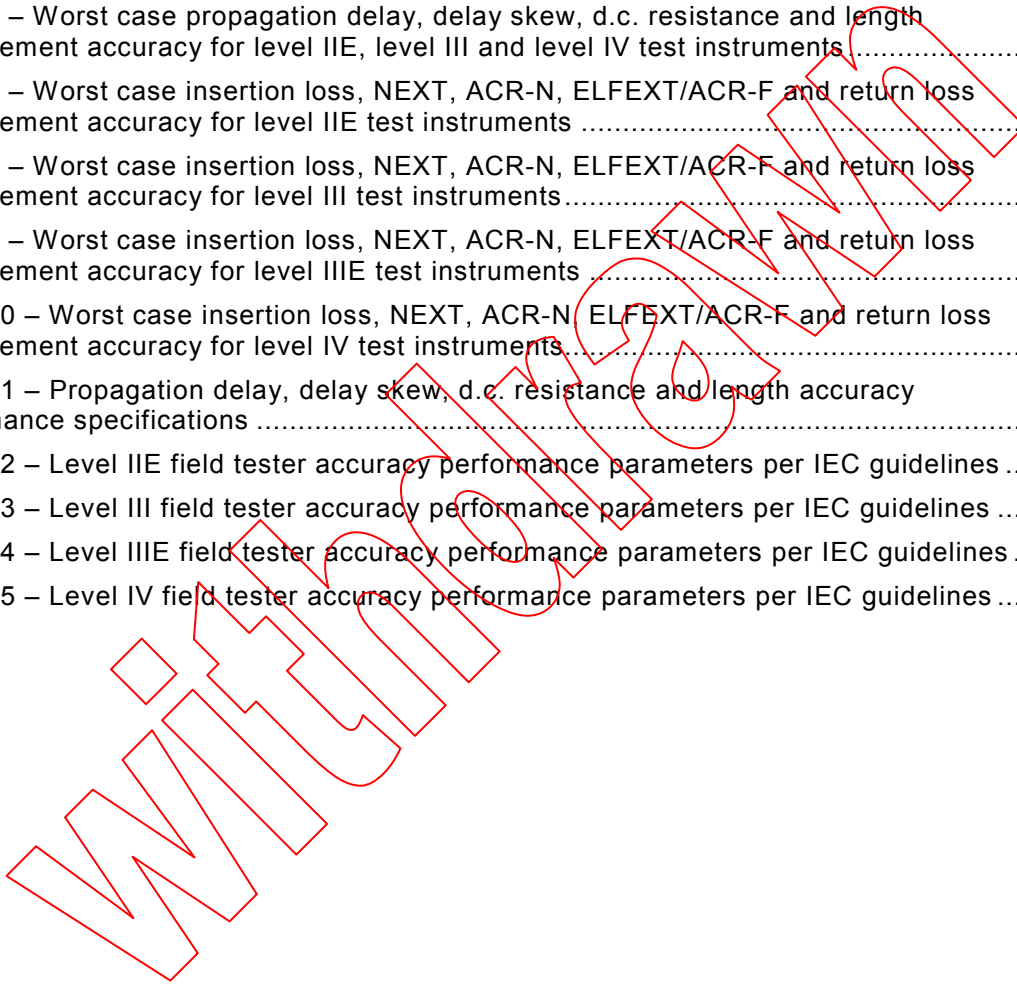 – Worst case propagation delay, delay skew, d.c. resistance and length
ement accuracy for level IIE, level III and level IV test instruments......................
– Worst case insertion loss, NEXT, ACR-N, ELFEXT/ACR-F and return loss
ement accuracy for level IIE test instruments ......................................................
– Worst case insertion loss, NEXT, ACR-N, ELFEXT/ACR-F and return loss
ement accuracy for level III test instruments........................................................
– Worst case insertion loss, NEXT, ACR-N, ELFEXT/ACR-F and return loss
ement accuracy for level IIIE test instruments .....................................................
0 – Worst case insertion loss, NEXT, ACR-N, ELFEXT/ACR-F and return loss
ement accuracy for level IV test instruments........................................................
1 – Propagation delay, delay skew, d.c. resistance and length accuracy
ance specifications ..............................................................................................
2 – Level IIE field tester accuracy performance parameters per IEC guidelines ..
3 – Level III field tester accuracy performance parameters per IEC guidelines ...
4 – Level IIIE field tester accuracy performance parameters per IEC guidelines .
5 – Level IV field tester accuracy performance parameters per IEC guidelines ...
withdrawn